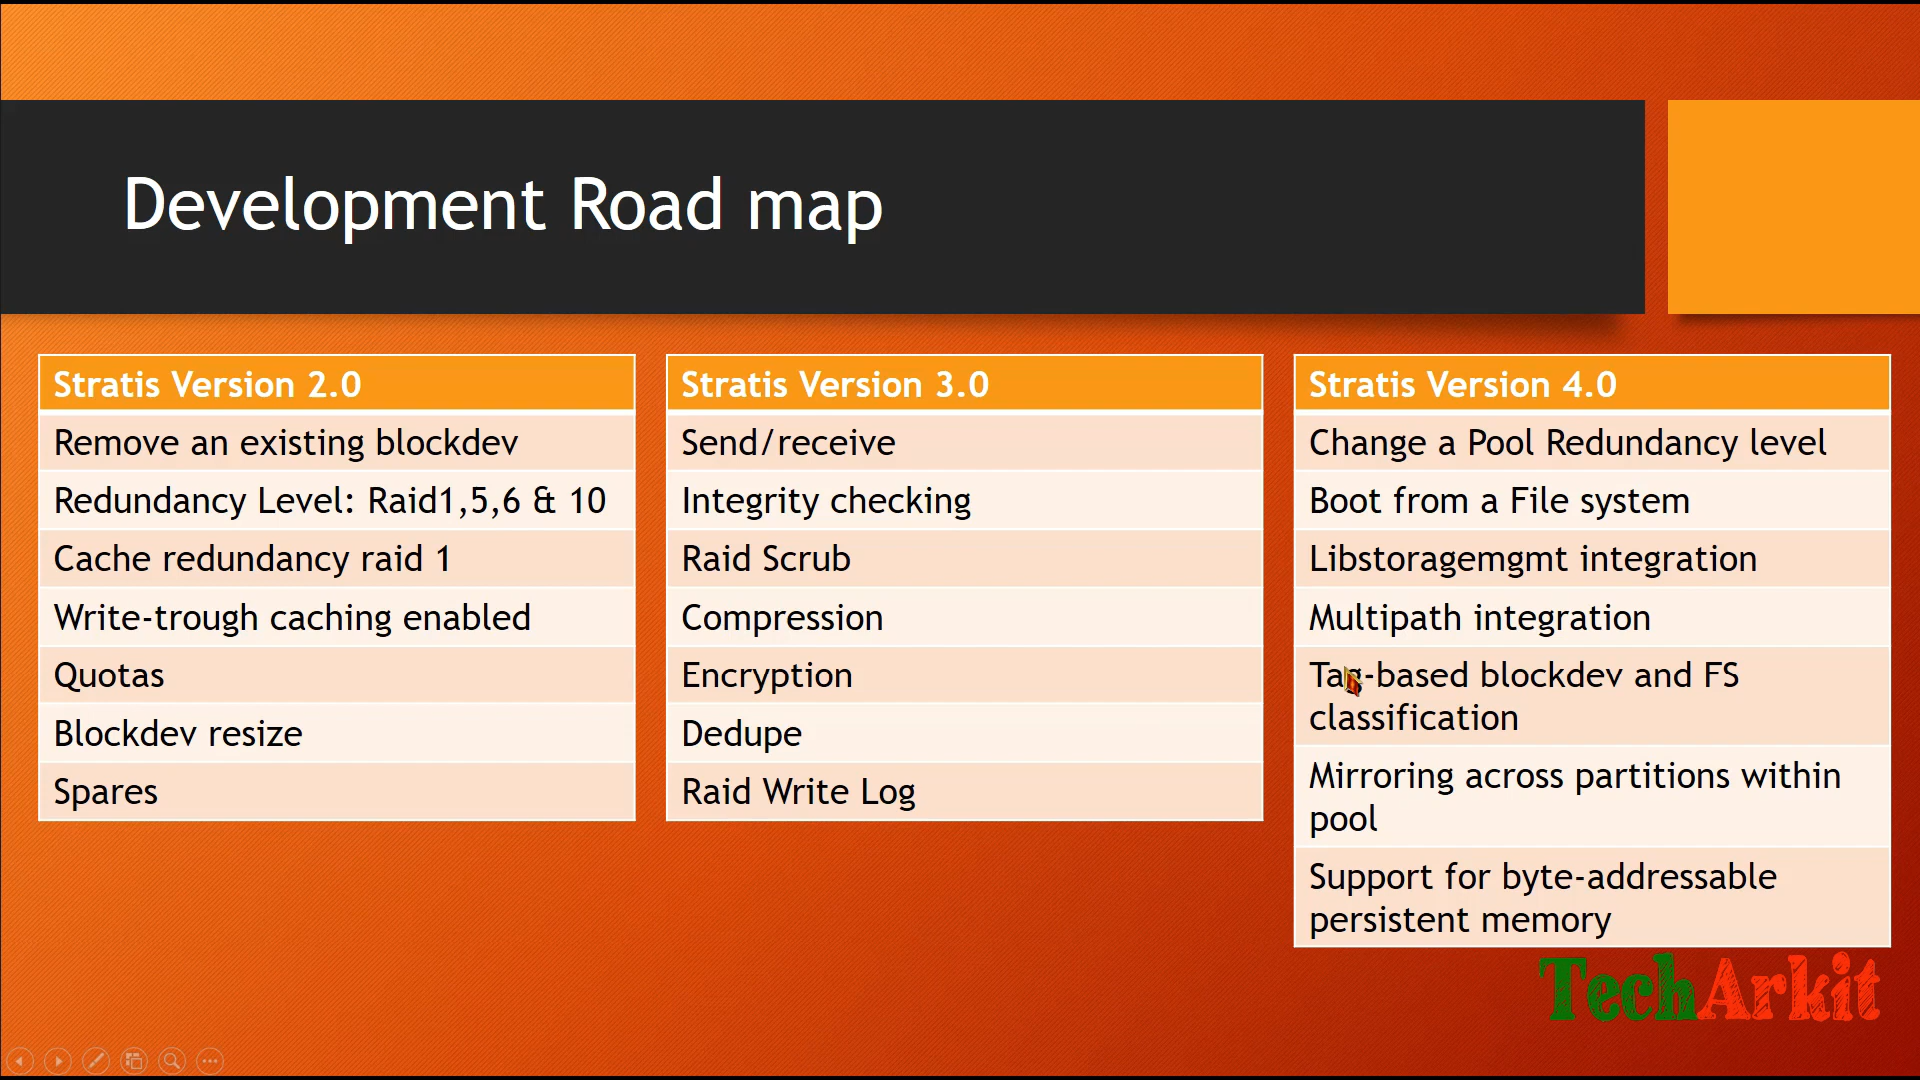 Development Road map
Stratis Version 2.0
Remove an existing blockdev
Redundancy Level: Raid1,5,6 & 10
Cache redundancy raid 1
Write-trough caching enabled
Quotas
Blockdev resize
Spares
Stratis Version 3.0
Send/receive
Integrity checking
Raid Scrub
Compression
Encryption
Dedupe
Raid Write Log
Stratis Version 4.0
Change a Pool Redundancy level
Boot from a File system
Libstoragemgmt integration
Multipath integration
Tag-based blockdev and FS
classification
Mirroring across partitions within
pool
Support for byte-addressable
persistent memory
TechArkit